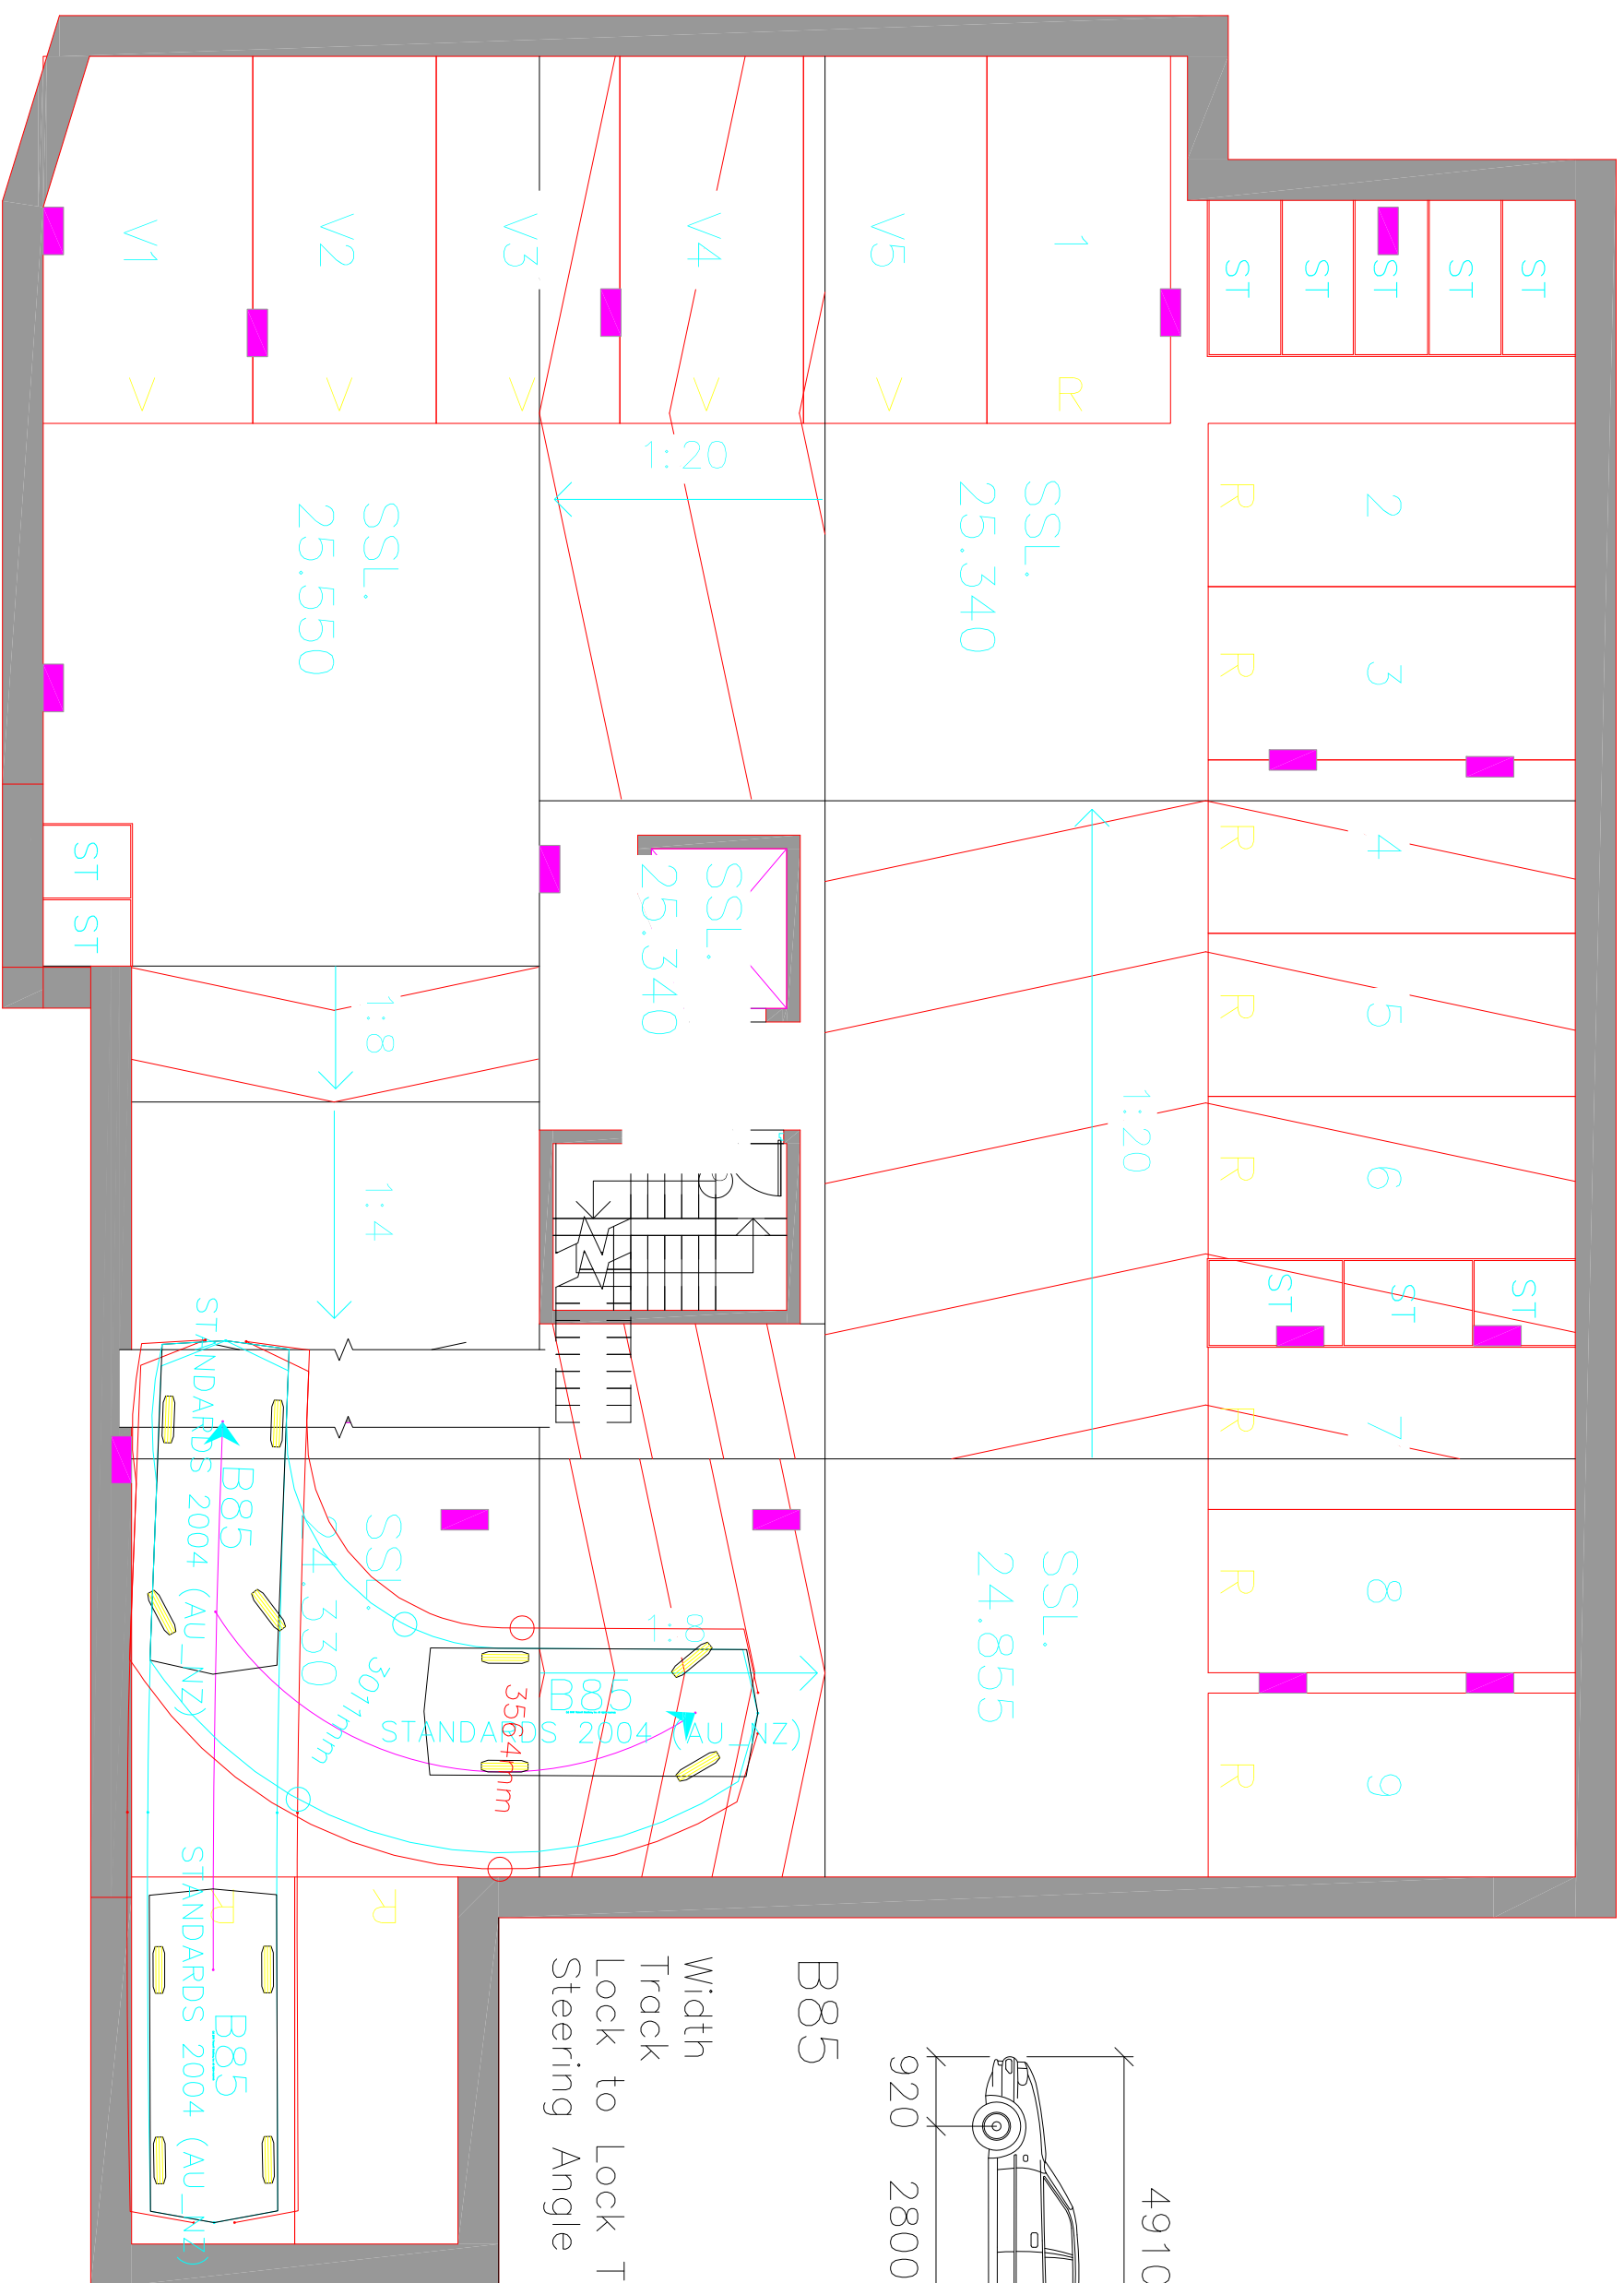 V1
V2
V3
V4
V5
1
ST
ST
ST
ST
ST
V
V
V
V
V
R
1:20
SSL.
25.550
SSL.
25.340
R
2
R
3
R
4
R
5
R
6
ST
ST
ST
R
7
R
8
R
9
ST
ST
SSL.
25.340
1:8
1:4
1:20
STANDARDS 2004 (AU_NZ)
B85
SSL.
4.330
1:8
3011mm
3564mm
B85
STANDARDS 2004 (AU_NZ)
SSL.
24.855
R
R
B85
STANDARDS 2004 (AU_NZ)
B85
Width
Track
Lock to Lock T
Steering Angle
920
2800
4910